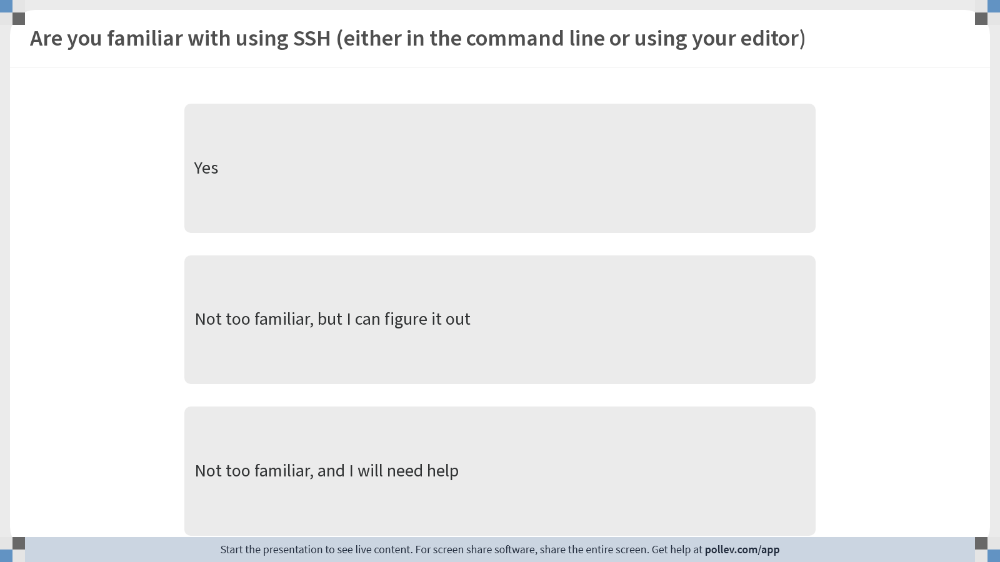 Are you familiar with using SSH (either in the command line or using your editor)
Yes
Not too familiar, but I can figure it out
Not too familiar, and I will need help
Start the presentation to see live content. For screen share software, share the entire screen. Get help at pollev.com/app